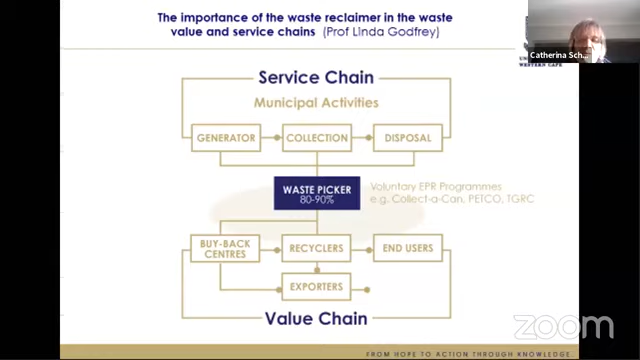 The importance of the waste reclaimer in the waste
value and service chains (Prof Linda Godfrey)
Catherina Sch...
WESTERN CAPE
Service Chain
Municipal Activities
GENERATOR
COLLECTION
DISPOSAL
WASTE PICKER
80-90%
Voluntary EPR Programmes
e.g. Collect-a-Can, PETCO, TGRC
BUY-BACK
CENTRES
RECYCLERS
END USERS
EXPORTERS
Value Chain
zoom
FROM HOPE TO ACTION THROUGH KNOWLEDGE.